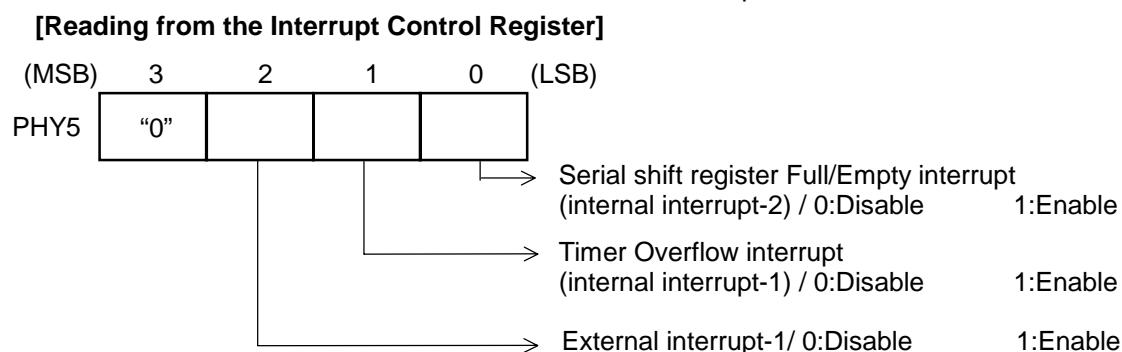 [Reading from the Interrupt Control Register]
(MSB) 3 2 1 0 (LSB)
PHY5 “0”
Serial shift register Full/Empty interrupt
(internal interrupt-2) / 0:Disable 1:Enable
Timer Overflow interrupt
(internal interrupt-1) / 0:Disable 1:Enable
External interrupt-1/ 0:Disable 1:Enable